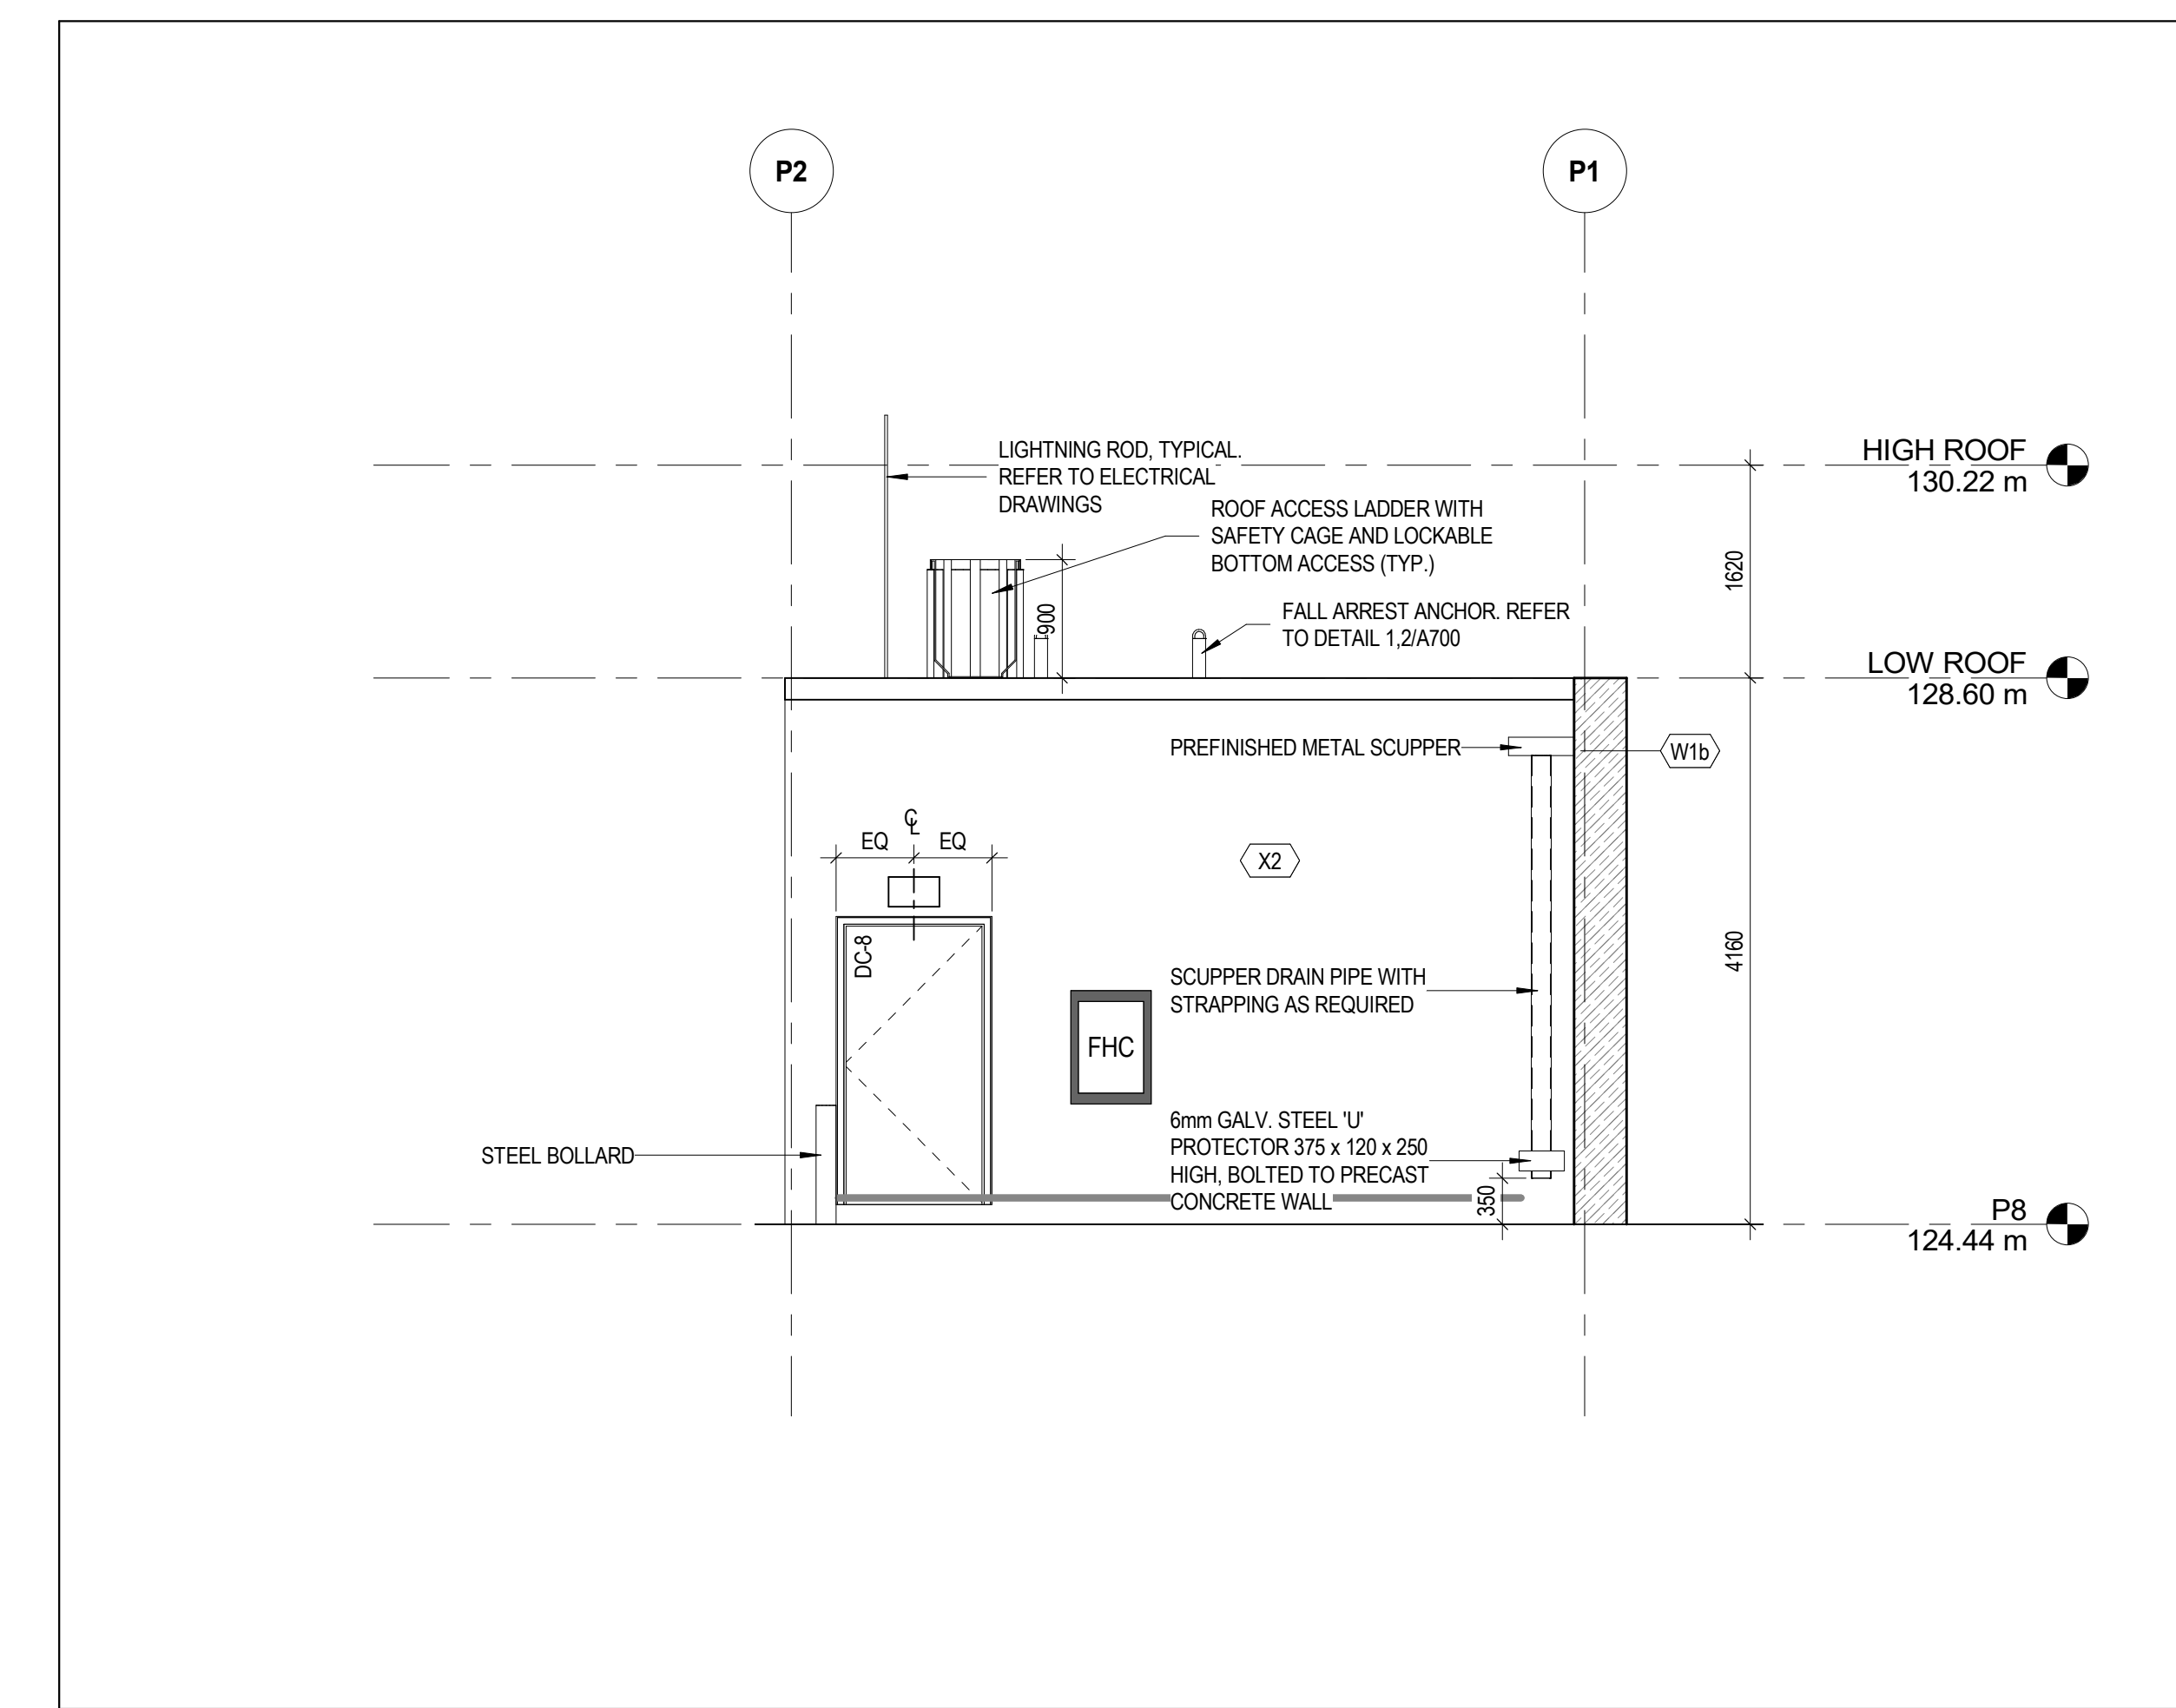 P2
P1
LIGHTNING ROD, TYPICAL.
REFER TO ELECTRICAL
DRAWINGS
HIGH ROOF
130.22 m
ROOF ACCESS LADDER WITH
SAFETY CAGE AND LOCKABLE
BOTTOM ACCESS (TYP.)
1620
900
FALL ARREST ANCHOR. REFER
TO DETAIL 1,2/A700
LOW ROOF
128.60 m
PREFINISHED METAL SCUPPER
W1b
CL
EQ
EQ
X2
DC-8
4160
SCUPPER DRAIN PIPE WITH
STRAPPING AS REQUIRED
FHC
6mm GALV. STEEL 'U'
PROTECTOR 375 x 120 x 250
HIGH, BOLTED TO PRECAST
CONCRETE WALL
STEEL BOLLARD
350
P8
124.44 m